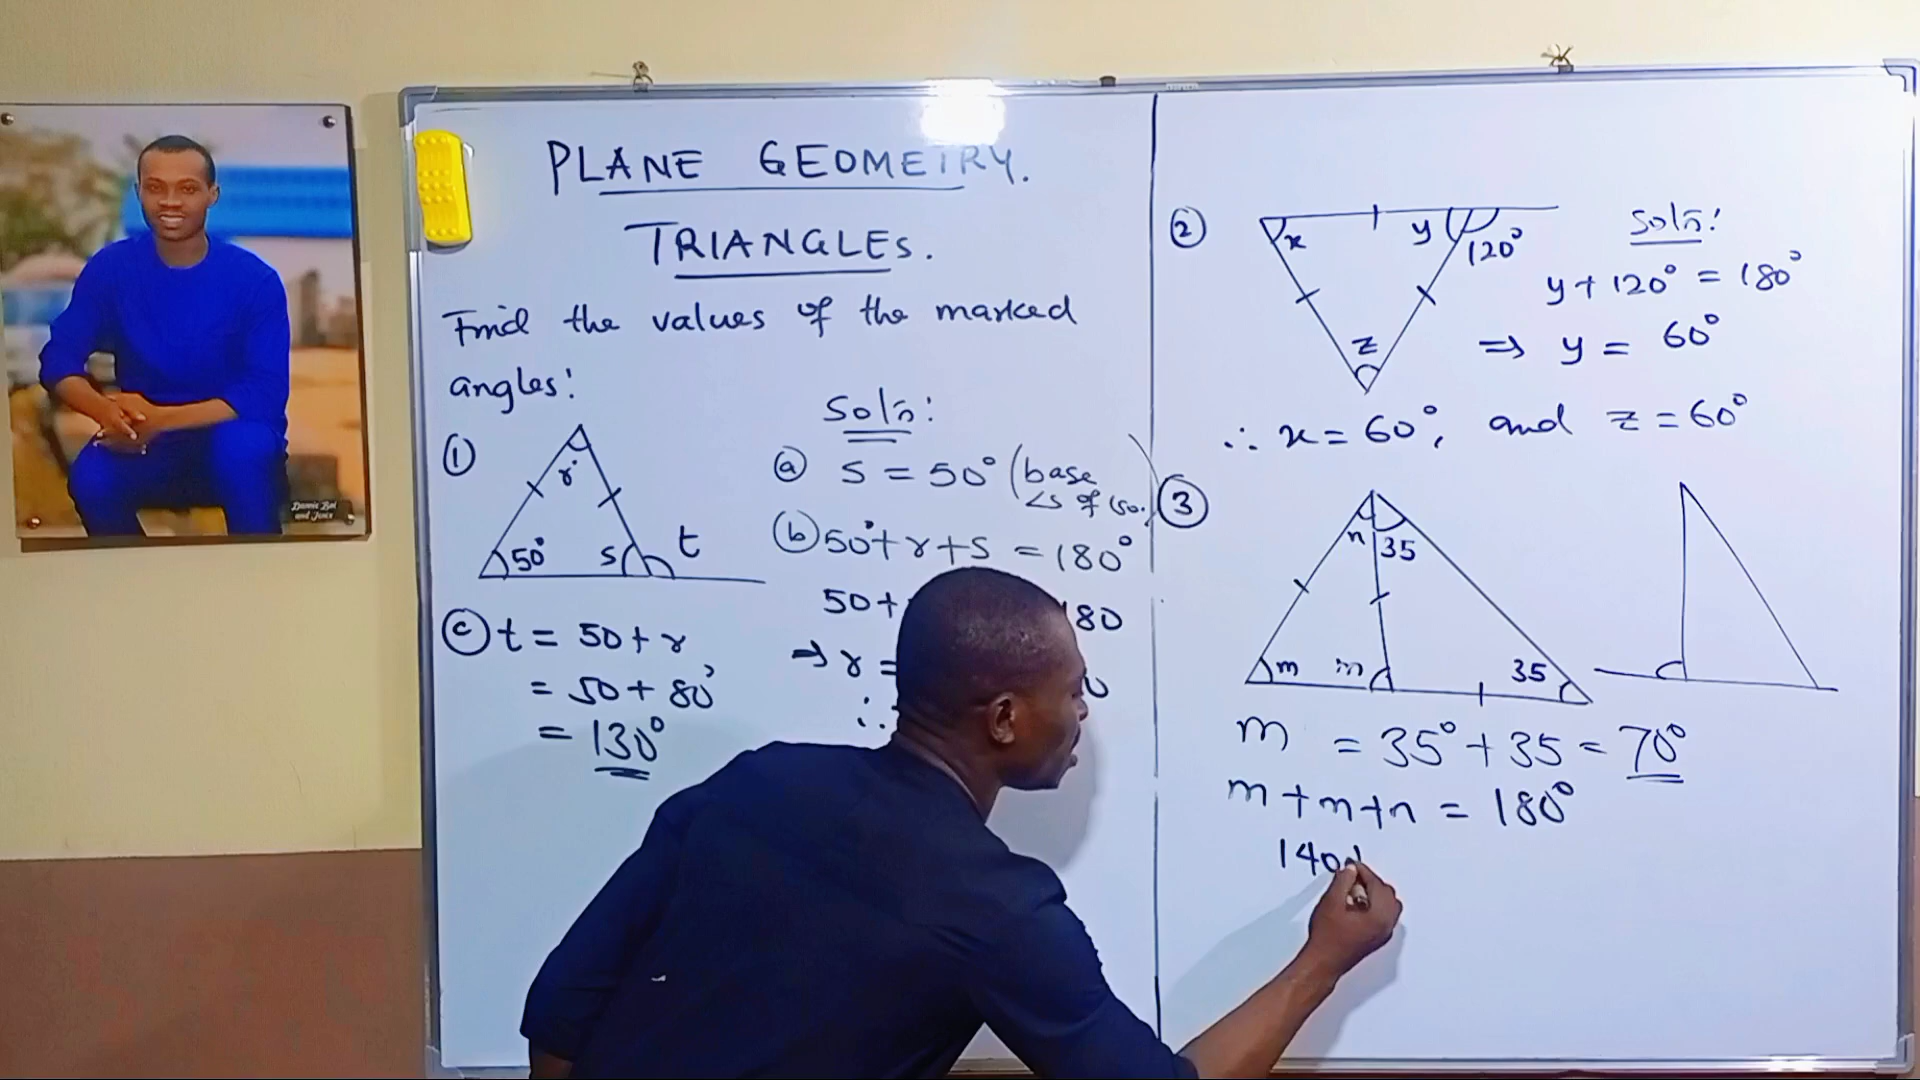 PLANE GEOMETRY.
TRIANGLES.
Find the values of the marked
angles:
① r 50° s t
Soln:
ⓐ s = 50° (base
∠s of iso.)
ⓑ 50° + r + s = 180°
50 + 180
⇒ r =
∴
ⓒ t = 50 + r
= 50 + 80°
= 130°
② x y 120° z
Soln:
y + 120° = 180°
⇒ y = 60°
∴ x = 60°, and z = 60°
③ n 35 m m 35
m = 35° + 35 = 70°
m + m + n = 180°
140